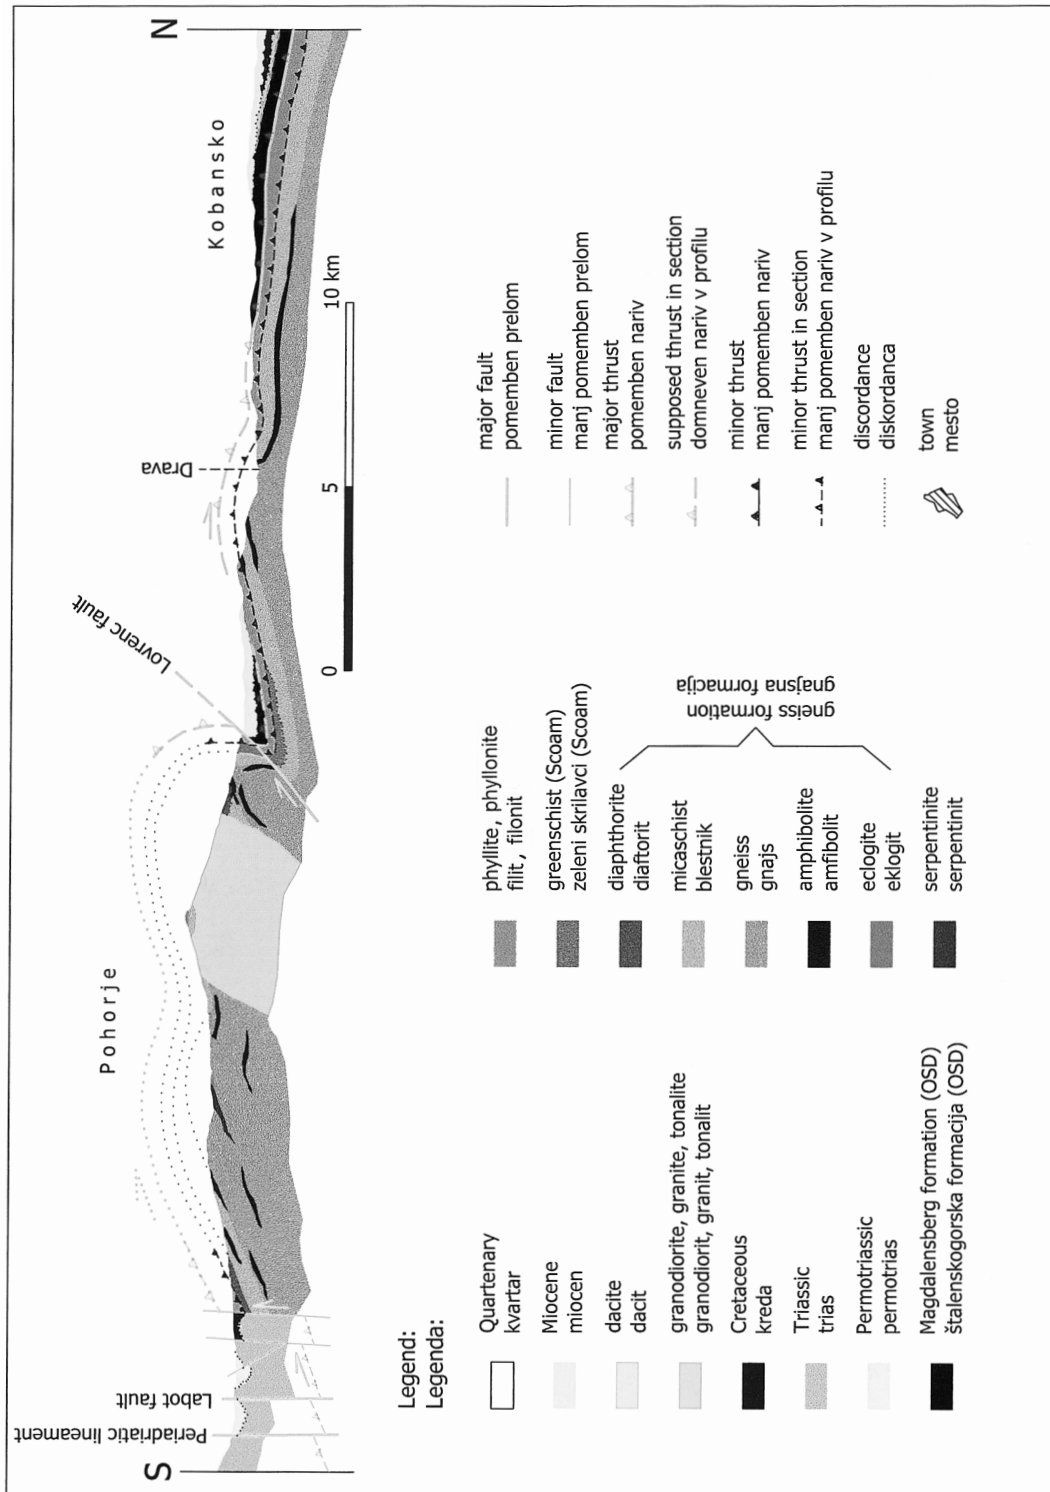 S
N
Pohorje
Kobansko
Periadriatic lineament
Labot fault
Lovrenc fault
Drava
0
5
10 km
Legend:
Legenda:
Quartenary
kvartar
Miocene
miocen
dacite
dacit
granodiorite, granite, tonalite
granodiorit, granit, tonalit
Cretaceous
kreda
Triassic
trias
Permotriassic
permotrias
Magdalensberg formation (OSD)
štalenskogorska formacija (OSD)
phyllite, phyllonite
filit, filonit
greenschist (Scoam)
zeleni skrilavci (Scoam)
diaphthorite
diaftorit
micaschist
blestnik
gneiss
gnajs
amphibolite
amfibolit
eclogite
eklogit
serpentinite
serpentinit
gneiss formation
gnajsna formacija
major fault
pomemben prelom
minor fault
manj pomemben prelom
major thrust
pomemben nariv
supposed thrust in section
domneven nariv v profilu
minor thrust
manj pomemben nariv
minor thrust in section
manj pomemben nariv v profilu
discordance
diskordanca
town
mesto